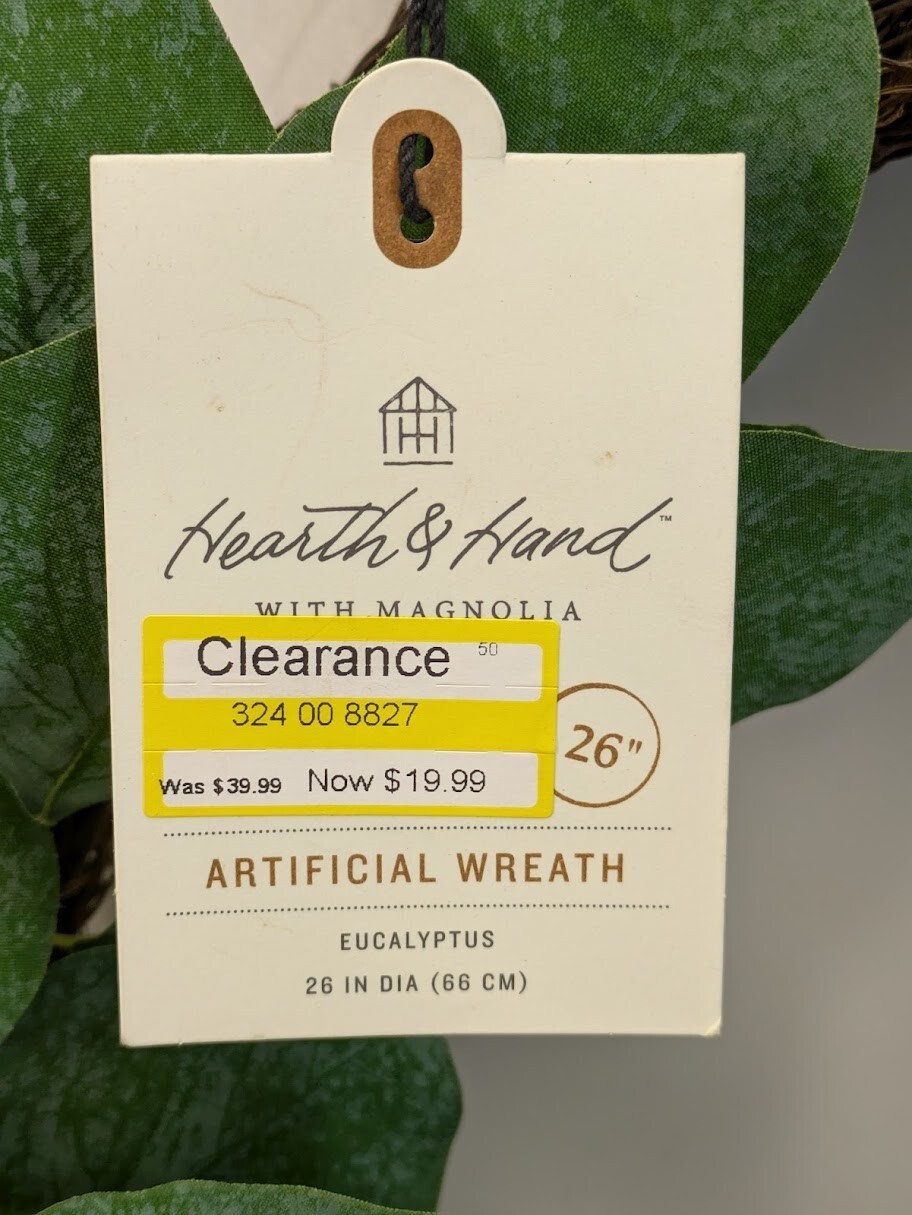 Hearth & Hand™
WITH MAGNOLIA
Clearance 50
324 00 8827
26"
Was $39.99 Now $19.99
ARTIFICIAL WREATH
EUCALYPTUS
26 IN DIA (66 CM)